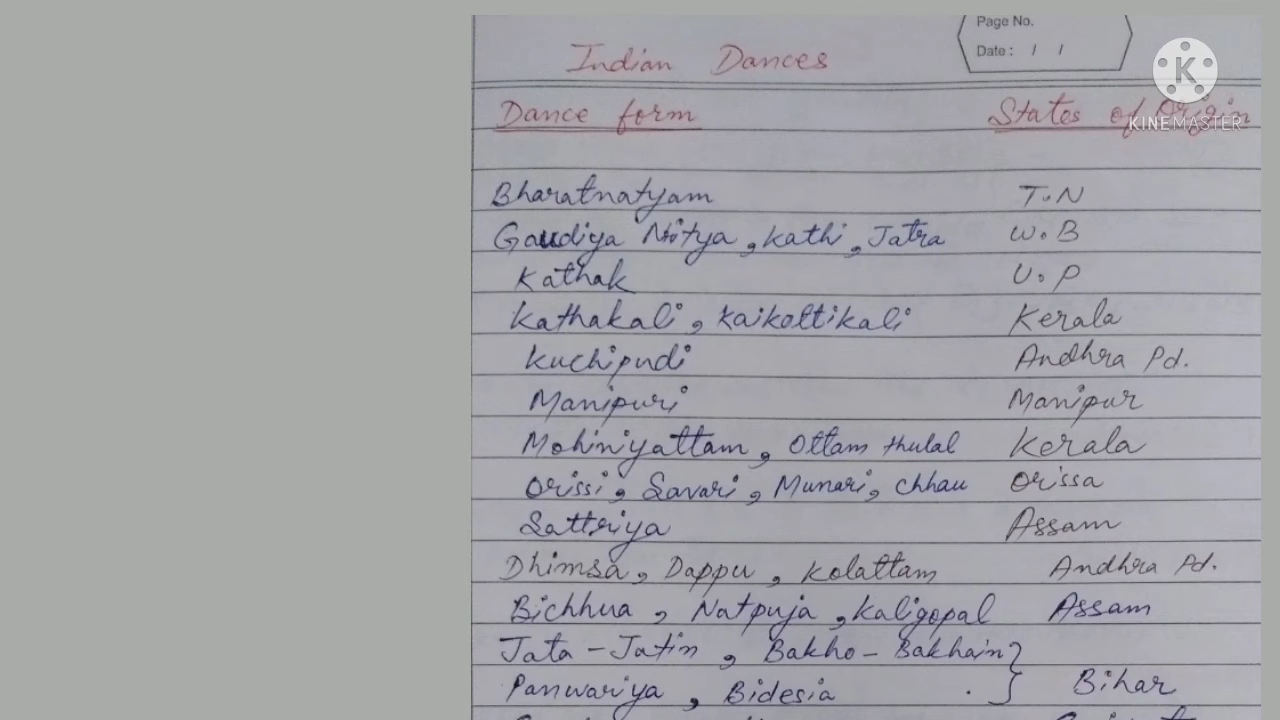 Page No.
Date : / /
Indian Dances
Dance form States of Origin
K
KINEMASTER
Bharatnatyam T.N
Gaudiya Nritya, Kathi, Jatra W.B
Kathak U.P
Kathakali, Kaikottikali Kerala
Kuchipudi Andhra Pd.
Manipuri Manipur
Mohiniyattam, Ottam thulal Kerala
Orissi, Savari, Munari, Chhau Orissa
Sattriya Assam
Dhimsa, Dappu, Kolattam Andhra Pd.
Bichhua, Natpuja, Kaligopal Assam
Jata-Jatin, Bakho-Bakhain }
Panwariya, Bidesia Bihar